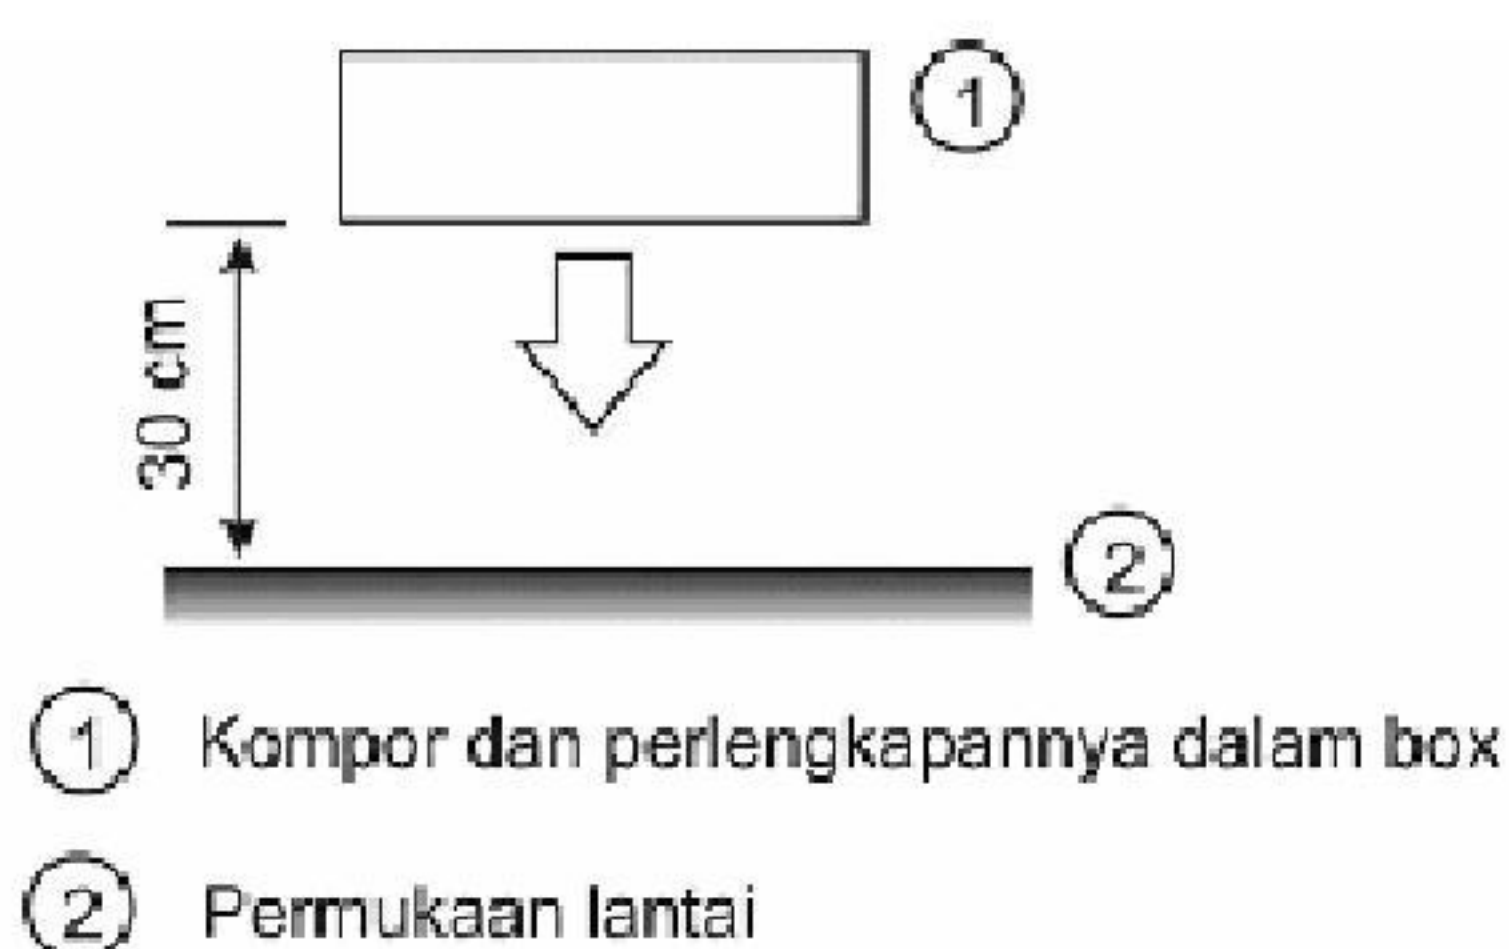 ①
30 cm
②
① Kompor dan perlengkapannya dalam box
② Permukaan lantai